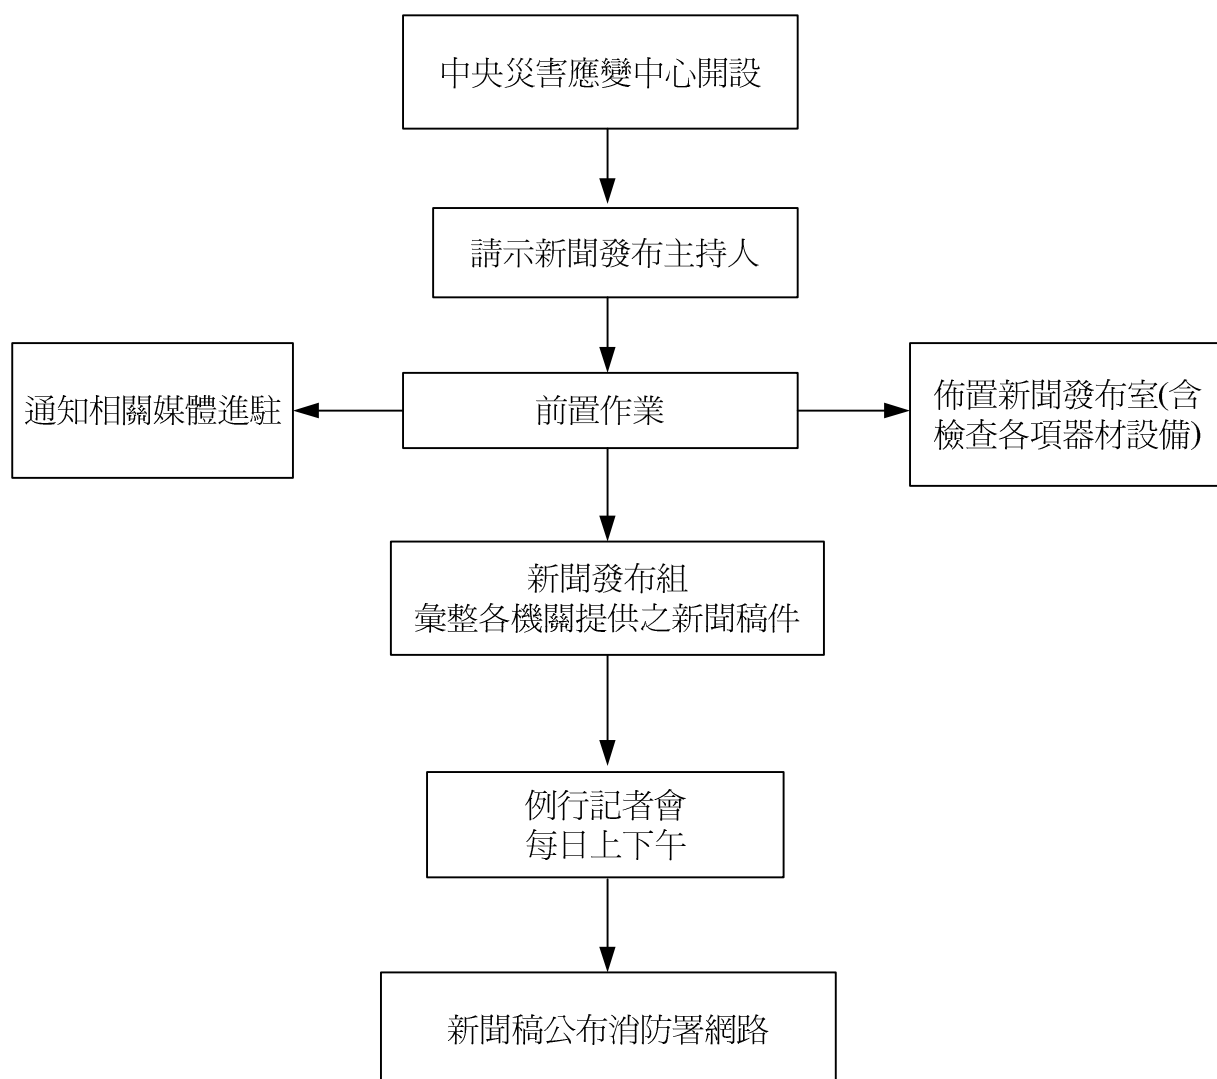 中央災害應變中心開設
請示新聞發布主持人
通知相關媒體進駐
前置作業
佈置新聞發布室(含
檢查各項器材設備)
新聞發布組
彙整各機關提供之新聞稿件
例行記者會
每日上下午
新聞稿公布消防署網路